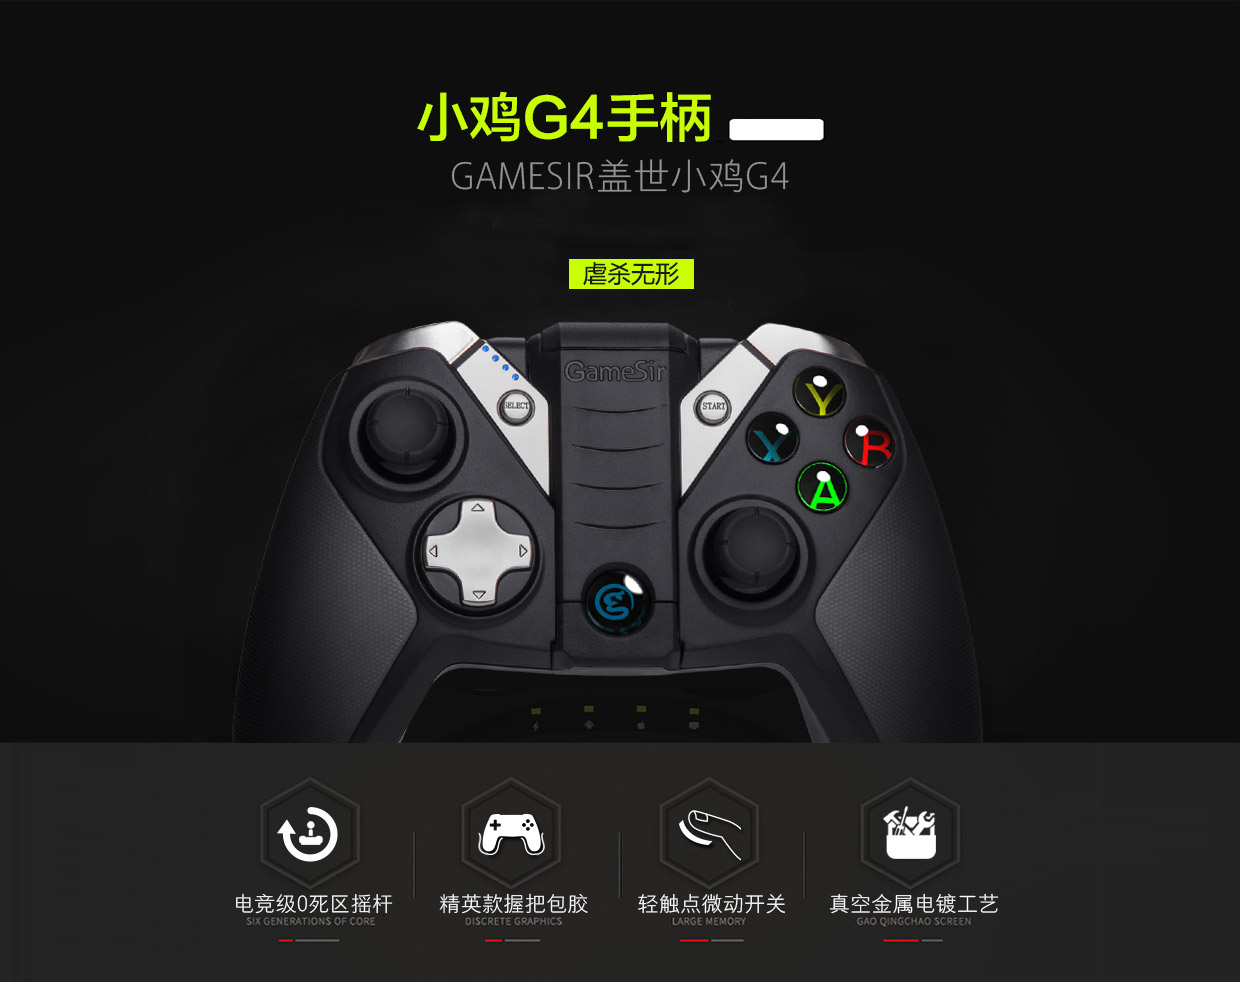 小鸡G4手柄
GAMESIR盖世小鸡G4
虐杀无形
GameSir
SELECT
START
Y
X
B
A
电竞级0死区摇杆
SIX GENERATIONS OF CORE
精英款握把包胶
DISCRETE GRAPHICS
轻触点微动开关
LARGE MEMORY
真空金属电镀工艺
GAO QINGCHAO SCREEN